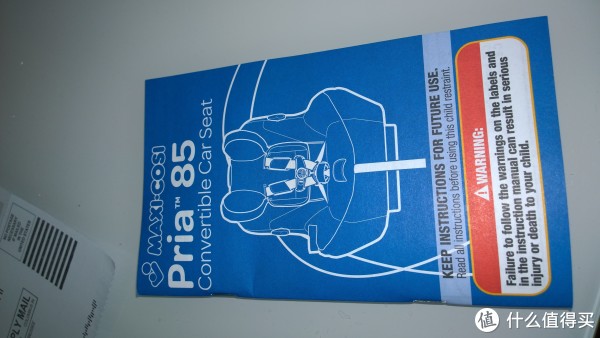 MAXI-COSI
Pria™ 85
Convertible Car Seat
KEEP INSTRUCTIONS FOR FUTURE USE.
Read all instructions before using this child restraint.
WARNING:
Failure to follow the warnings on the labels and
in the instruction manual can result in serious
injury or death to your child.
PLY MAIL
值 什么值得买